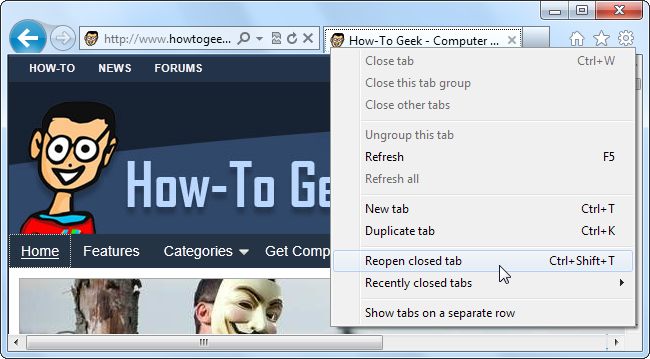 http://www.howtogee...
How-To Geek - Computer ...
HOW-TO NEWS FORUMS
How-To Geek
Home Features Categories Get Comp
Close tab Ctrl+W
Close this tab group
Close other tabs
Ungroup this tab
Refresh F5
Refresh all
New tab Ctrl+T
Duplicate tab Ctrl+K
Reopen closed tab Ctrl+Shift+T
Recently closed tabs
Show tabs on a separate row